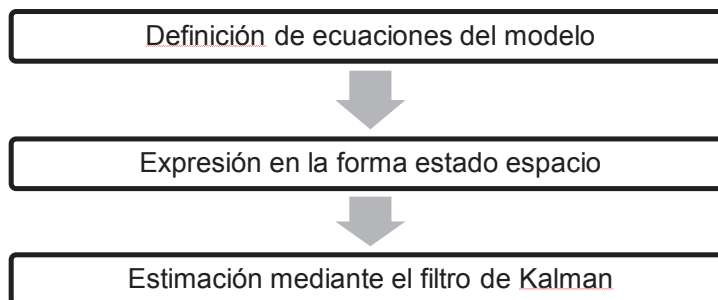 Definición de ecuaciones del modelo
Expresión en la forma estado espacio
Estimación mediante el filtro de Kalman